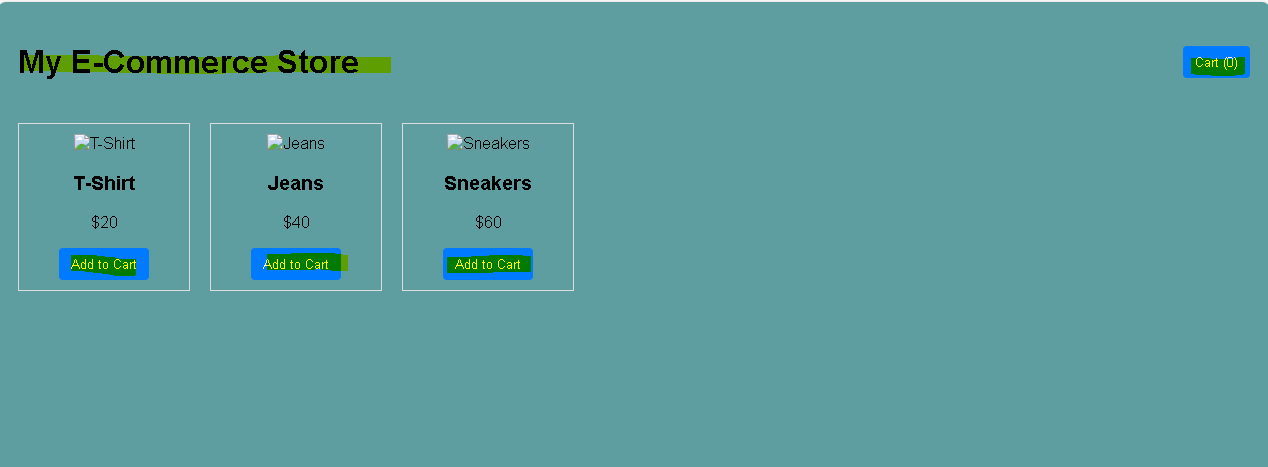 My E-Commerce Store
Cart (0)
T-Shirt
Jeans
Sneakers
T-Shirt
Jeans
Sneakers
$20
$40
$60
Add to Cart
Add to Cart
Add to Cart